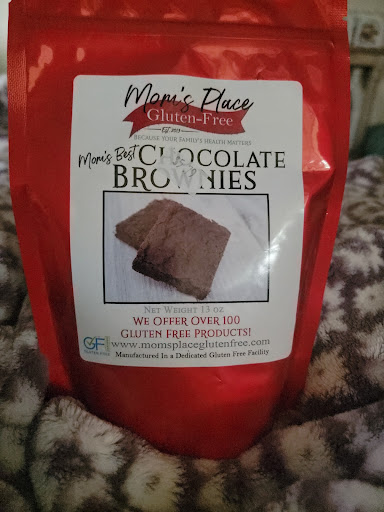 Mom's Place
Gluten-Free
BECAUSE YOUR FAMILY'S HEALTH MATTERS
Mom's Best CHOCOLATE
BROWNIES
NET WEIGHT 13 OZ.
WE OFFER OVER 100
GLUTEN FREE PRODUCTS!
GF www.momsplaceglutenfree.com
Manufactured In a Dedicated Gluten Free Facility